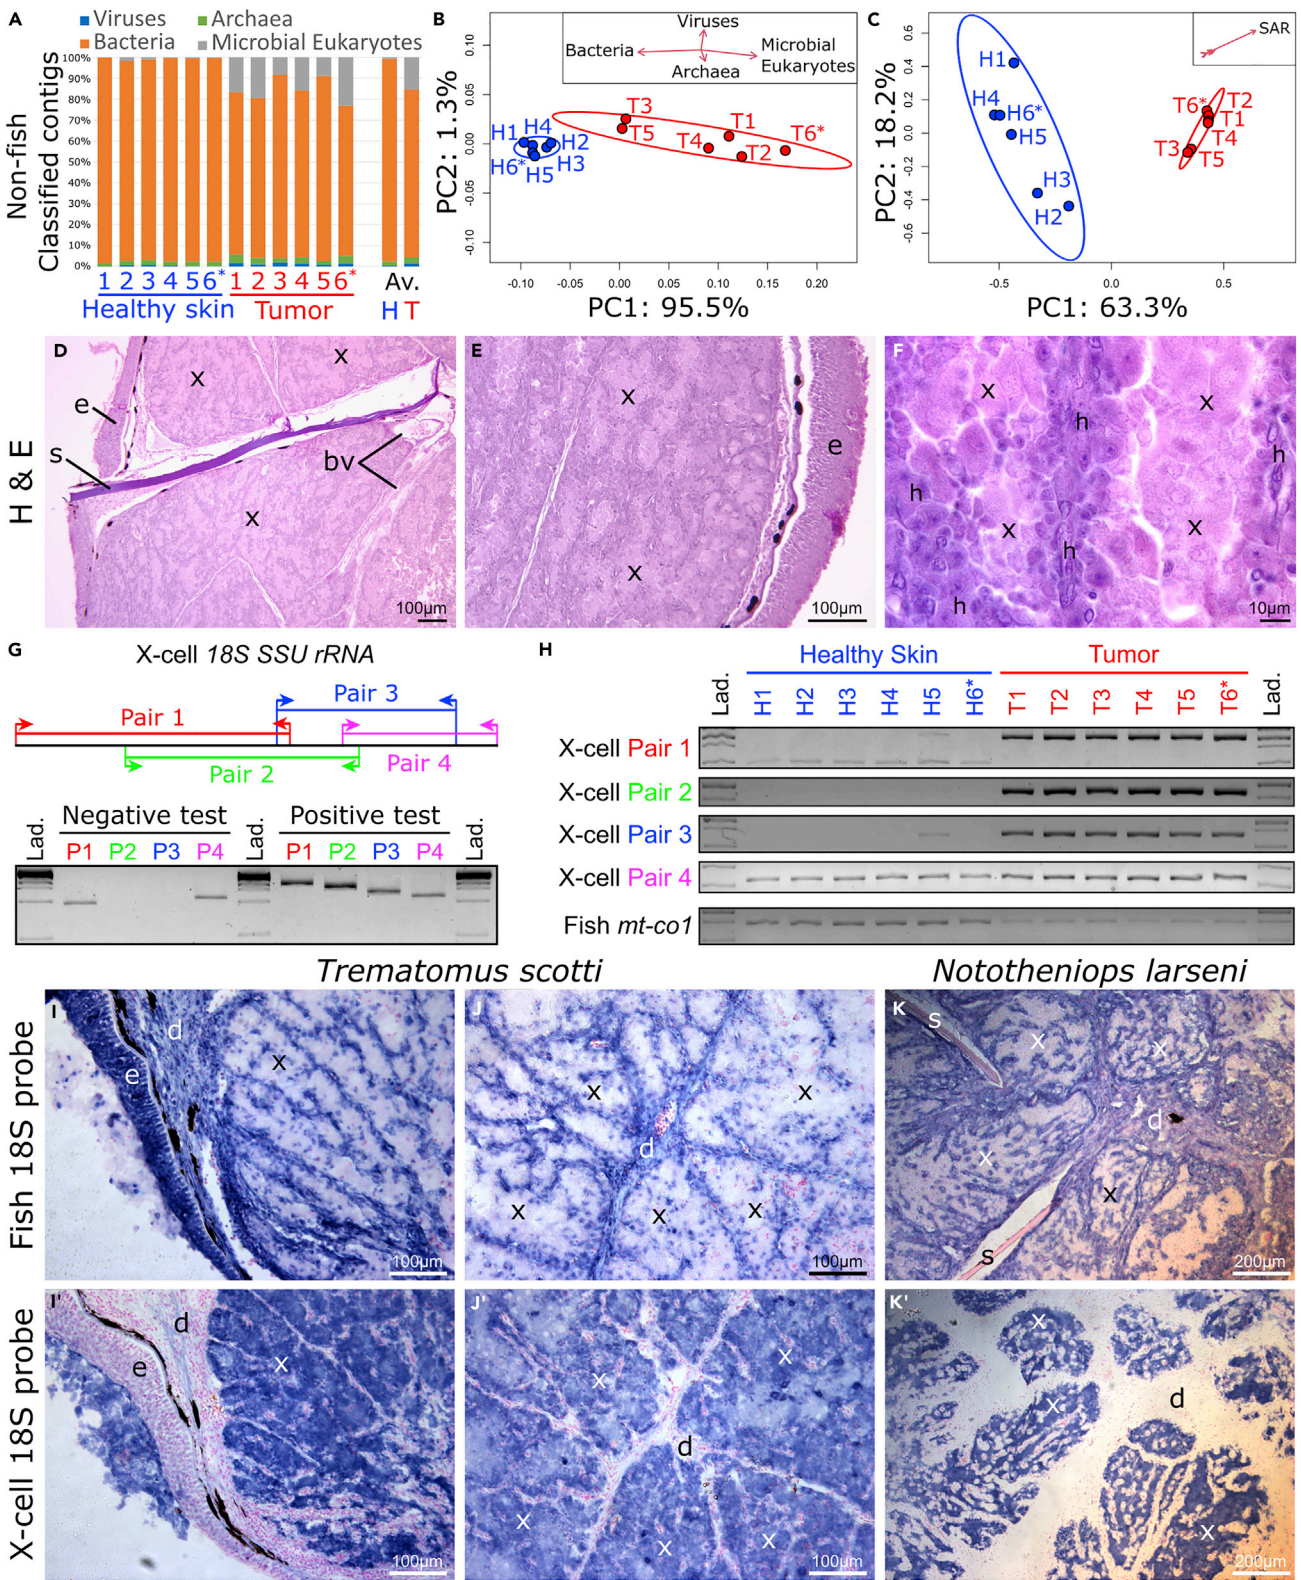 A
Viruses Archaea
Bacteria Microbial Eukaryotes
Non-fish
Classified contigs
100%
90%
80%
70%
60%
50%
40%
30%
20%
10%
0%
1 2 3 4 5 6* 1 2 3 4 5 6* Av.
Healthy skin Tumor H T
B
PC2: 1.3%
0.10
0.05
0.00
-0.05
-0.10
Viruses
Bacteria
Microbial
Eukaryotes
Archaea
T3
T5
T1
T4
T2
T6*
H1
H4
H2
H6*
H5
H3
-0.10 -0.05 0.00 0.05 0.10 0.15 0.20
PC1: 95.5%
C
PC2: 18.2%
0.6
0.4
0.2
0.0
-0.2
-0.4
-0.6
SAR
H1
H4
H6*
H5
H3
H2
T6*
T2
T1
T4
T3
T5
-0.5 0.0 0.5
PC1: 63.3%
H & E
D
x
x
e
s
bv
x
100µm
E
x
e
x
100µm
F
x
x
h
h
h
x
x
h
h
10µm
G
X-cell 18S SSU rRNA
Pair 3
Pair 1
Pair 2
Pair 4
Negative test Positive test
Lad. P1 P2 P3 P4 Lad. P1 P2 P3 P4 Lad.
H
Healthy Skin Tumor
Lad. H1 H2 H3 H4 H5 H6* T1 T2 T3 T4 T5 T6* Lad.
X-cell Pair 1
X-cell Pair 2
X-cell Pair 3
X-cell Pair 4
Fish mt-co1
Trematomus scotti Nototheniops larseni
Fish 18S probe
I
d
e
x
100µm
J
x
x
d
x
x
x
100µm
K
s
x
x
d
x
x
s
200µm
X-cell 18S probe
I'
d
e
x
100µm
J'
x
x
d
x
x
x
100µm
K'
x
x
d
x
200µm